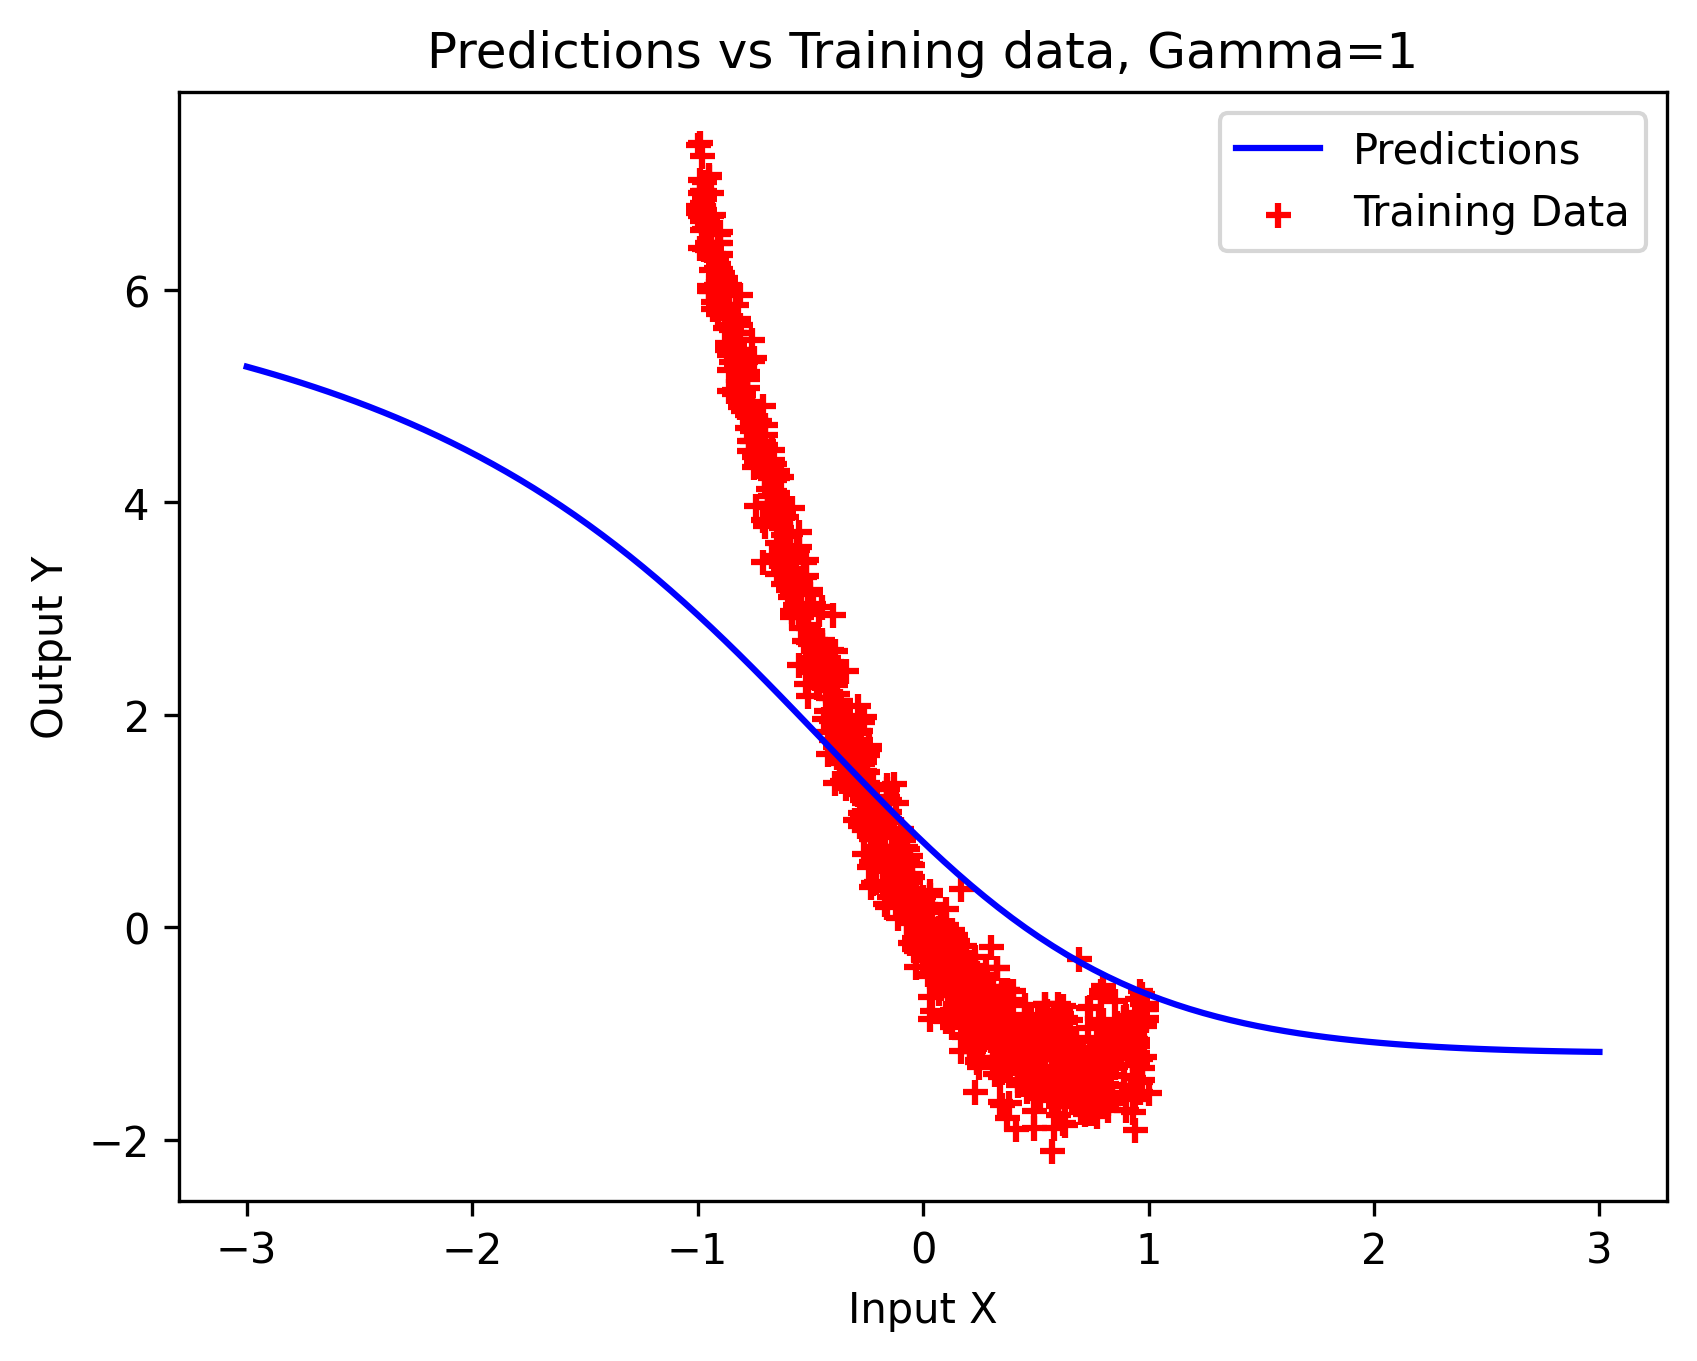 Predictions vs Training data, Gamma=1
Predictions
Training Data
6
4
2
0
−2
Output Y
−3
−2
−1
0
1
2
3
Input X